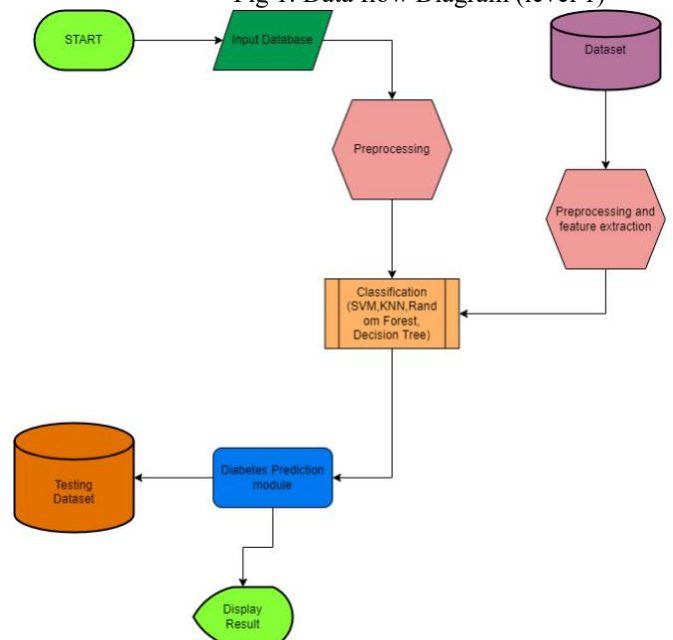 Fig 1: Data flow Diagram (level 1)
START
Input Database
Dataset
Preprocessing
Preprocessing and
feature extraction
Classification
(SVM,KNN,Rand
om Forest,
Decision Tree)
Testing
Dataset
Diabetes Prediction
module
Display
Result